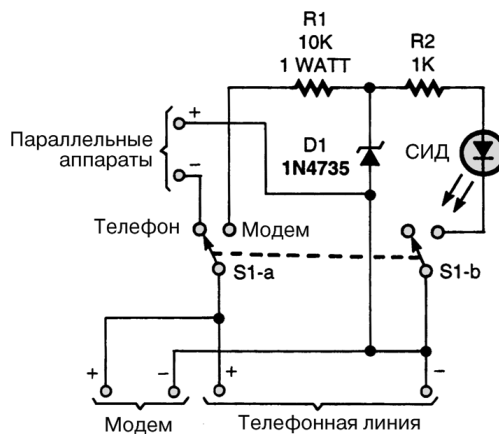 R1
10K
1 WATT
R2
1K
+
Параллельные
аппараты
−
D1
1N4735
СИД
Телефон
Модем
S1-a
S1-b
+
−
+
−
Модем
Телефонная линия